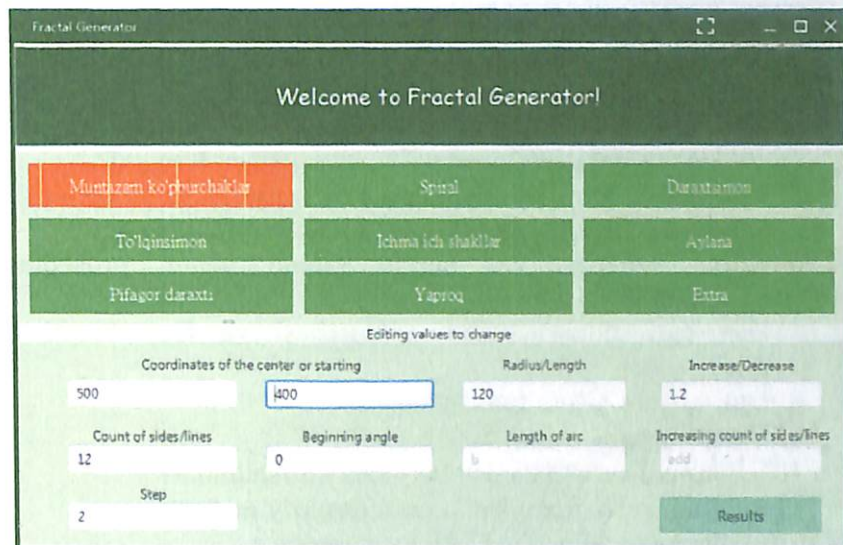 Fractal Generator
Welcome to Fractal Generator!
Muntazam ko'pburchaklar
Spiral
Daraxtsimon
To'lqinsimon
Ichma ich shakllar
Aylana
Pifagor daraxti
Yaproq
Extra
Editing values to change
Coordinates of the center or starting
Radius/Length
Increase/Decrease
500
400
120
1.2
Count of sides/lines
Beginning angle
Length of arc
Increasing count of sides/lines
12
0
b
add
Step
2
Results